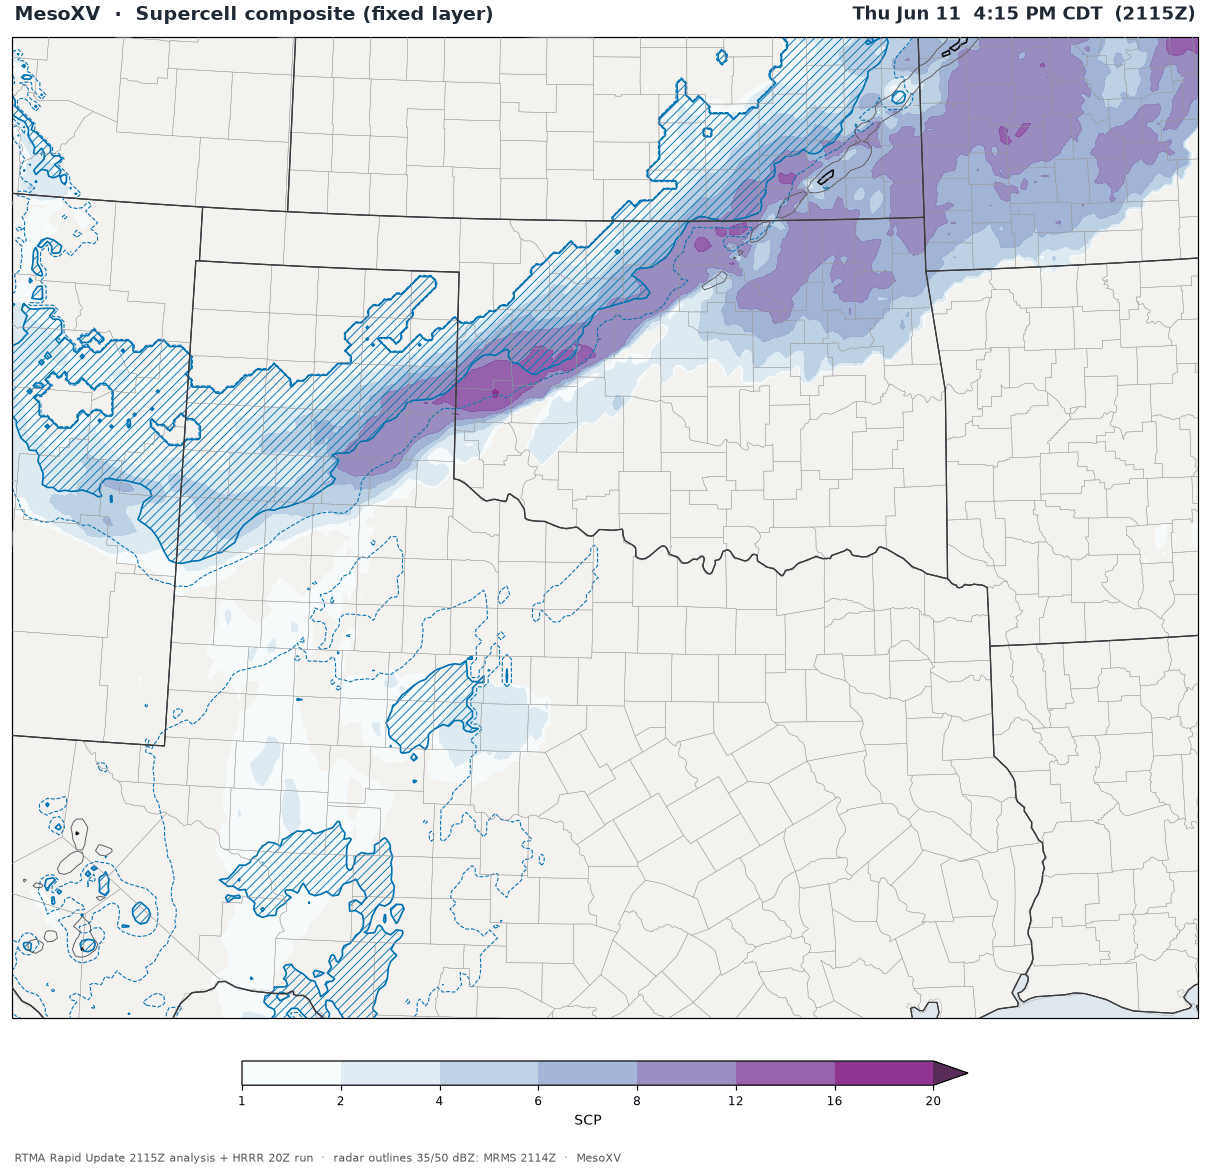 MesoXV · Supercell composite (fixed layer)
Thu Jun 11 4:15 PM CDT (2115Z)
1 2 4 6 8 12 16 20
SCP
RTMA Rapid Update 2115Z analysis + HRRR 20Z run · radar outlines 35/50 dBZ: MRMS 2114Z · MesoXV